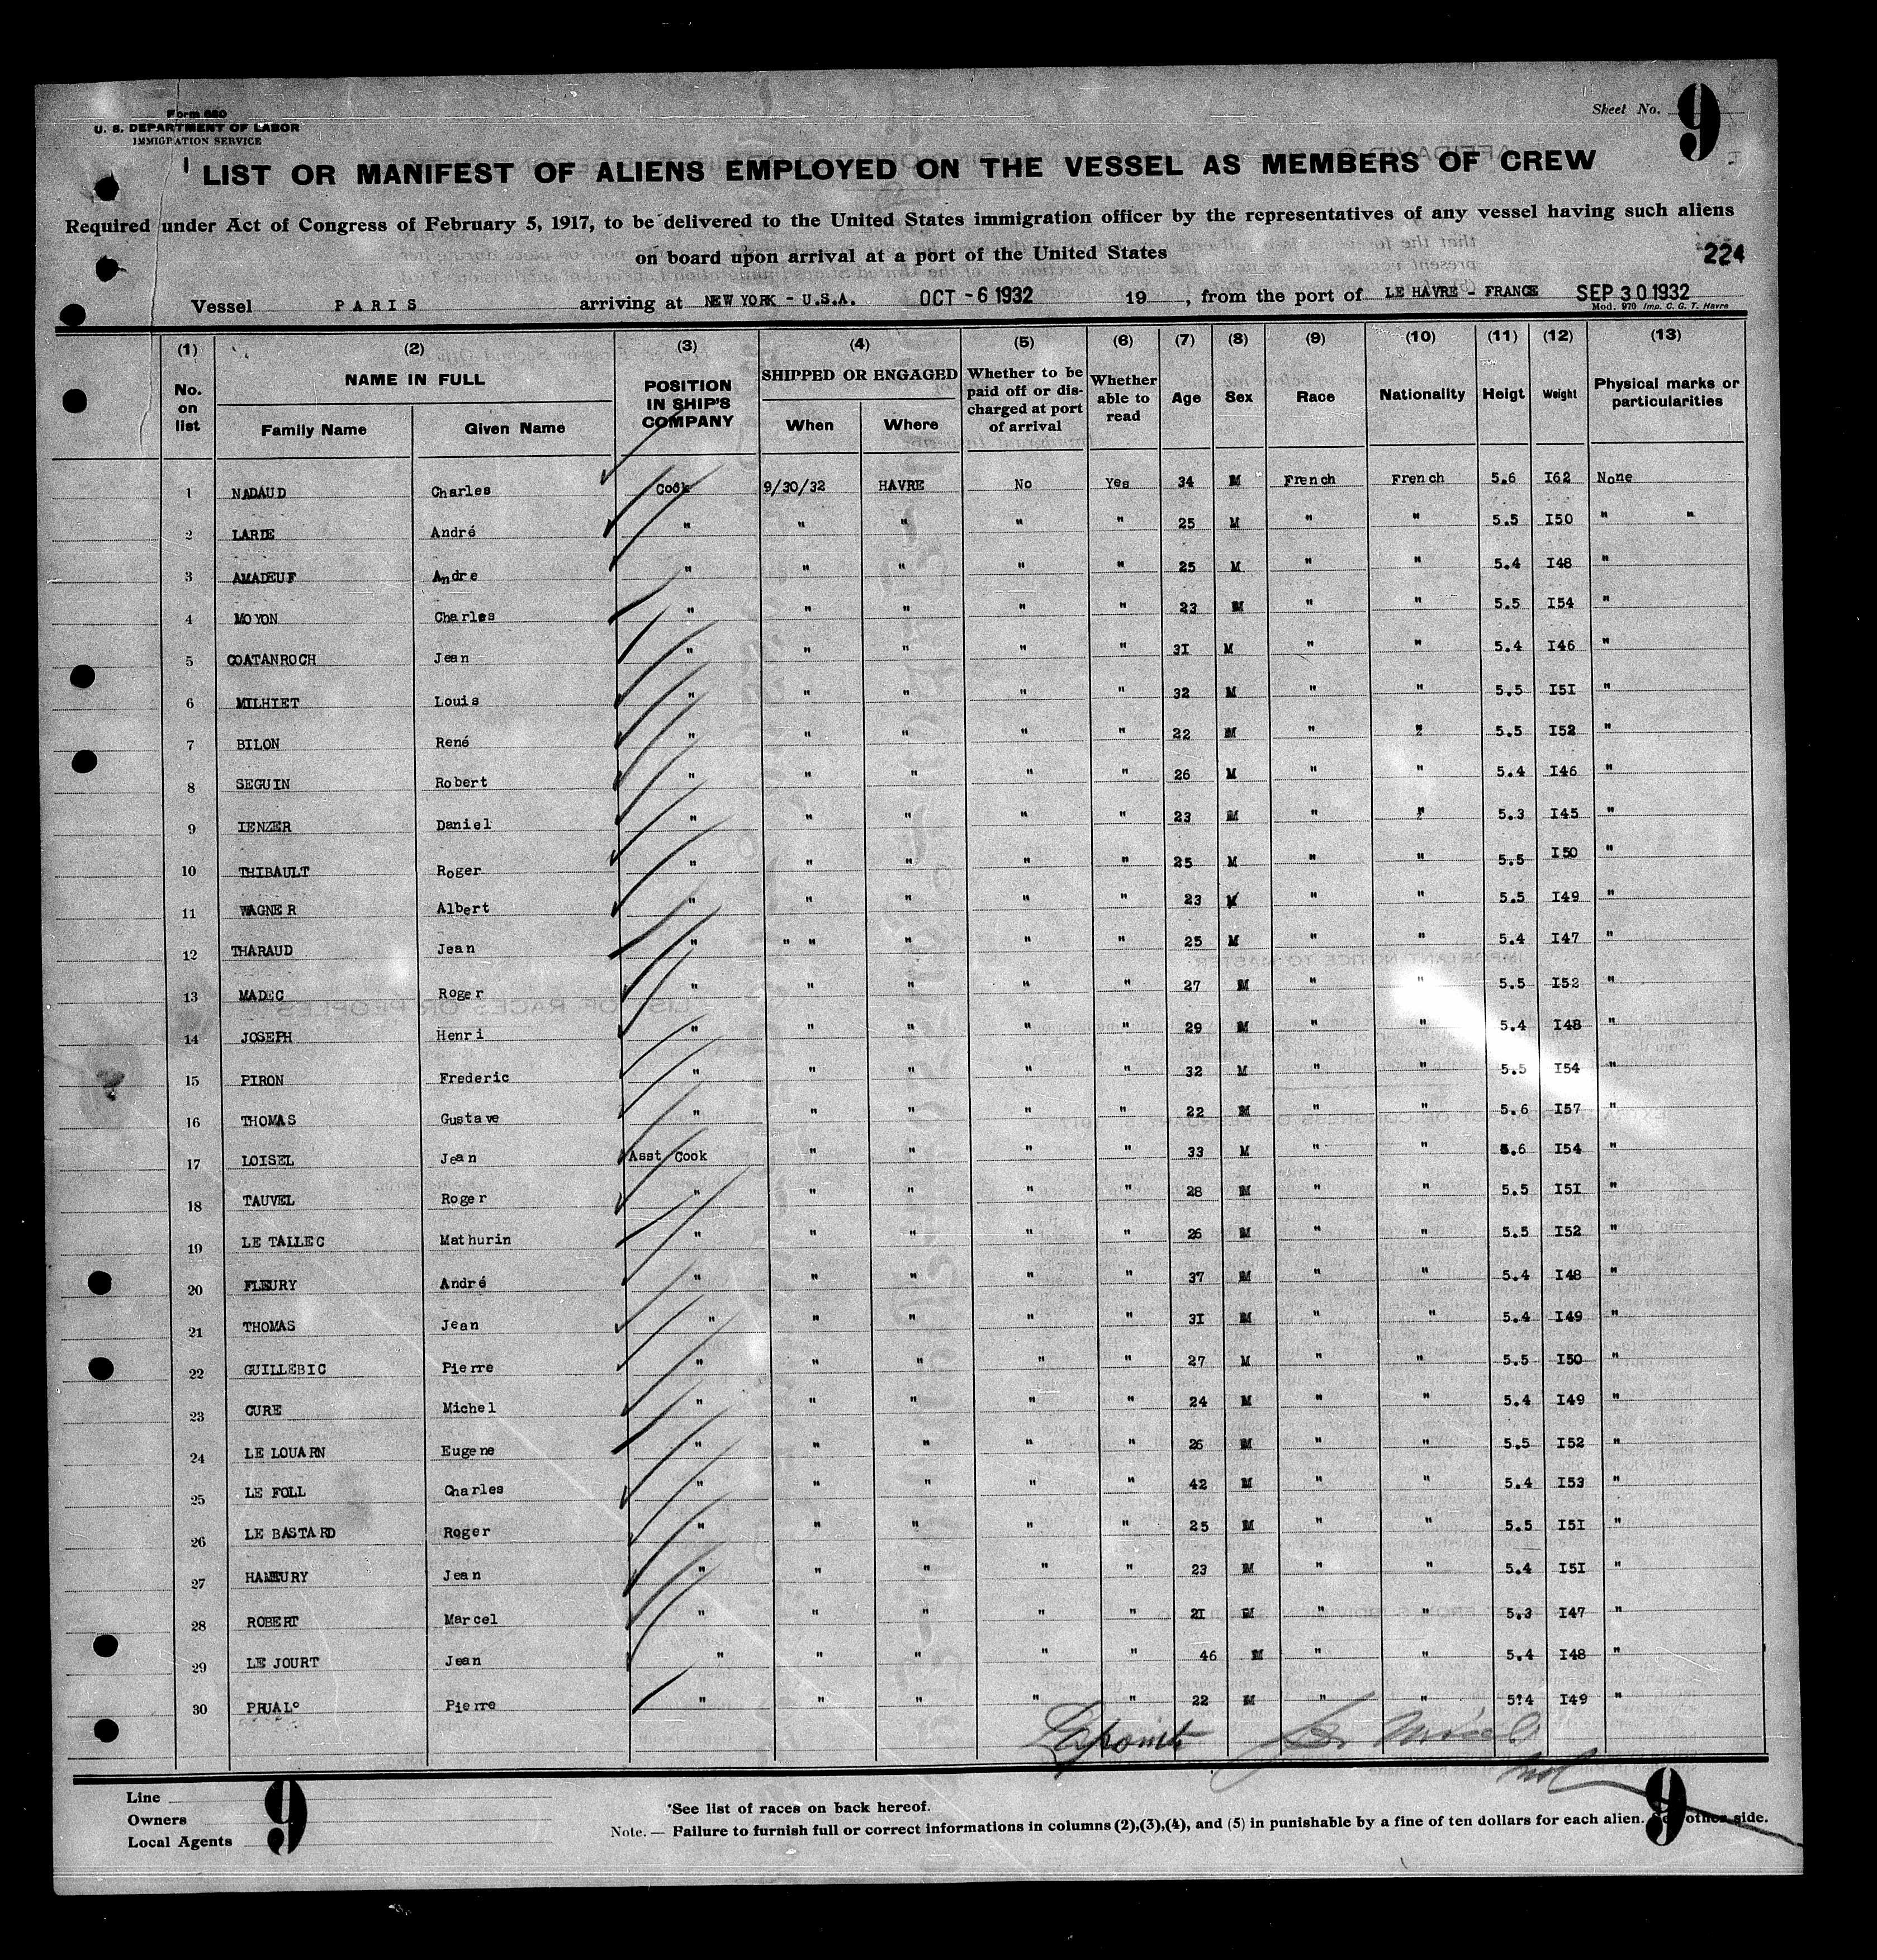 Form 680
U. S. DEPARTMENT OF LABOR
IMMIGRATION SERVICE
Sheet No. 9
LIST OR MANIFEST OF ALIENS EMPLOYED ON THE VESSEL AS MEMBERS OF CREW
Required under Act of Congress of February 5, 1917, to be delivered to the United States immigration officer by the representatives of any vessel having such aliens
on board upon arrival at a port of the United States
224
Vessel PARIS arriving at NEW YORK - U.S.A. OCT -6 1932 19 , from the port of LE HAVRE - FRANCE SEP 30 1932
Mod. 970 Imp. C. G. T. Havre
(1) (2) (3) (4) (5) (6) (7) (8) (9) (10) (11) (12) (13)
No. on list NAME IN FULL Family Name Given Name POSITION IN SHIP'S COMPANY SHIPPED OR ENGAGED When Where Whether to be paid off or discharged at port of arrival Whether able to read Age Sex Race Nationality Heigt Weight Physical marks or particularities
1 NADAUD Charles Cook 9/30/32 HAVRE No Yes 34 M French French 5.6 I62 None
2 LARIE André " " " " " 25 M " " 5.5 I50 " "
3 AMADEUF Andre " " " " " 25 M " " 5.4 I48 "
4 MOYON Charles " " " " " 23 M " " 5.5 I54 "
5 COATANROCH Jean " " " " " 3I M " " 5.4 I46 "
6 MILHIET Louis " " " " " 32 M " " 5.5 I5I "
7 BILON René " " " " " 22 M " " 5.5 I52 "
8 SEGUIN Robert " " " " " 26 M " " 5.4 I46 "
9 IENZER Daniel " " " " " 23 M " " 5.3 I45 "
10 THIBAULT Roger " " " " " 25 M " " 5.5 I50 "
11 WAGNER Albert " " " " " 23 M " " 5.5 I49 "
12 THARAUD Jean " " " " " " 25 M " " 5.4 I47 "
13 MADEC Roger " " " " " 27 M " " 5.5 I52 "
14 JOSEPH Henri " " " " " 29 M " " 5.4 I48 "
15 PIRON Frederic " " " " " 32 M " " 5.5 I54 "
16 THOMAS Gustave " " " " " 22 M " " 5.6 I57 "
17 LOISEL Jean Asst Cook " " " " 33 M " " 5.6 I54 "
18 TAUVEL Roger " " " " " 28 M " " 5.5 I5I "
19 LE TALLEC Mathurin " " " " " 26 M " " 5.5 I52 "
20 FLEURY André " " " " " 37 M " " 5.4 I48 "
21 THOMAS Jean " " " " " 3I M " " 5.4 I49 "
22 GUILLEBIC Pierre " " " " " 27 M " " 5.5 I50 "
23 CURE Michel " " " " " 24 M " " 5.4 I49 "
24 LE LOUARN Eugene " " " " " 26 M " " 5.5 I52 "
25 LE FOLL Charles " " " " " 42 M " " 5.4 I53 "
26 LE BASTARD Roger " " " " " 25 M " " 5.5 I5I "
27 Jean " " " " " 23 M " " 5.4 I5I "
28 ROBERT Marcel " " " " " 2I M " " 5.3 I47 "
29 LE JOURT Jean " " " " " 46 M " " 5.4 I48 "
30 PRUAL° Pierre " " " " " 22 M " " 5.4 I49 "
Line
Owners
Local Agents
9
*See list of races on back hereof.
Note. — Failure to furnish full or correct informations in columns (2),(3),(4), and (5) in punishable by a fine of ten dollars for each alien. See other side.
9